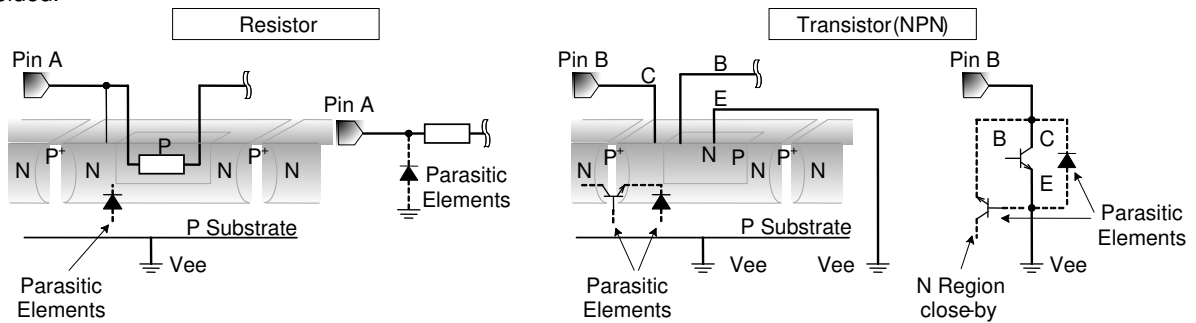 Resistor
Transistor(NPN)
Pin A
Pin A
N
P+
N
P
P+
N
N
Parasitic
Elements
P Substrate
Vee
Parasitic
Elements
Pin B
C
B
E
N
P+
N
N
P
P+
N
P Substrate
Vee
Vee
Parasitic
Elements
Pin B
B
C
E
Parasitic
Elements
Vee
N Region
close-by